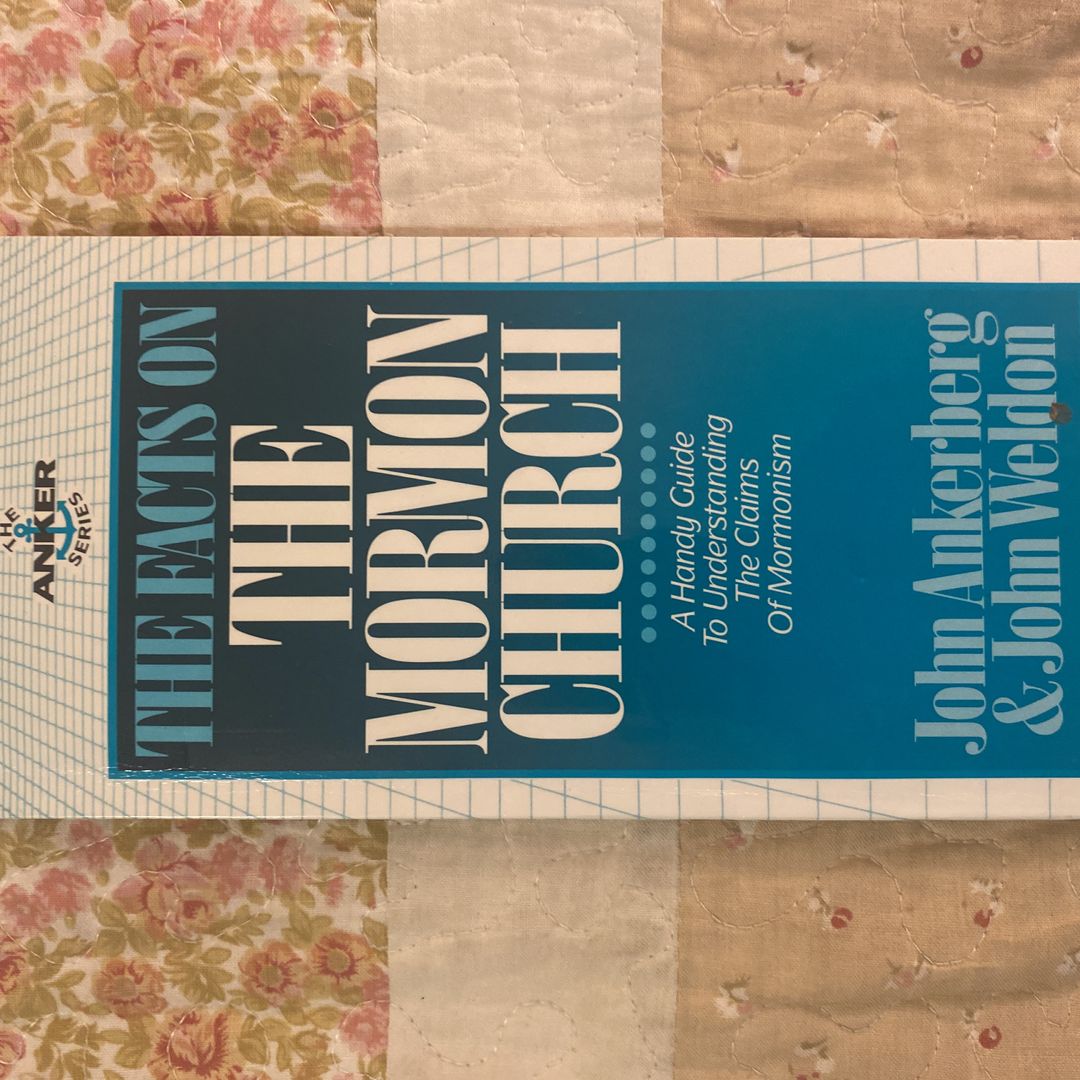 THE
ANKER
SERIES
THE FACTS ON
THE
MORMON
CHURCH
A Handy Guide
To Understanding
The Claims
Of Mormonism
John Ankerberg
& John Weldon